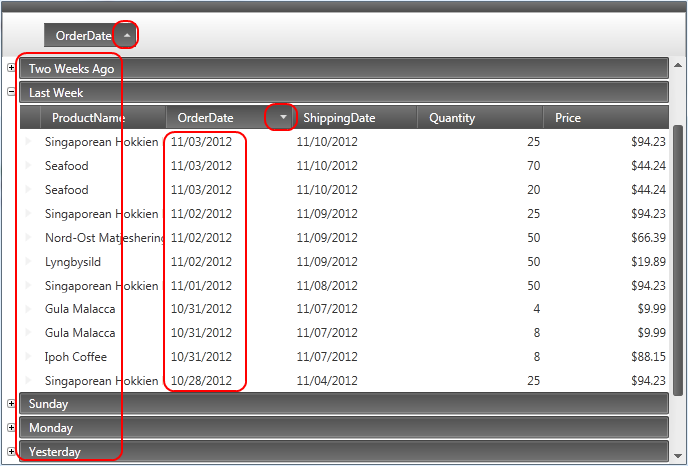 OrderDate
Two Weeks Ago
Last Week
ProductName OrderDate ShippingDate Quantity Price
Singaporean Hokkien 11/03/2012 11/10/2012 25 $94.23
Seafood 11/03/2012 11/10/2012 70 $44.24
Seafood 11/03/2012 11/10/2012 20 $44.24
Singaporean Hokkien 11/02/2012 11/09/2012 25 $94.23
Nord-Ost Matjeshering 11/02/2012 11/09/2012 50 $66.39
Lyngbysild 11/02/2012 11/09/2012 50 $19.89
Singaporean Hokkien 11/01/2012 11/08/2012 50 $94.23
Gula Malacca 10/31/2012 11/07/2012 4 $9.99
Gula Malacca 10/31/2012 11/07/2012 8 $9.99
Ipoh Coffee 10/31/2012 11/07/2012 8 $88.15
Singaporean Hokkien 10/28/2012 11/04/2012 25 $94.23
Sunday
Monday
Yesterday